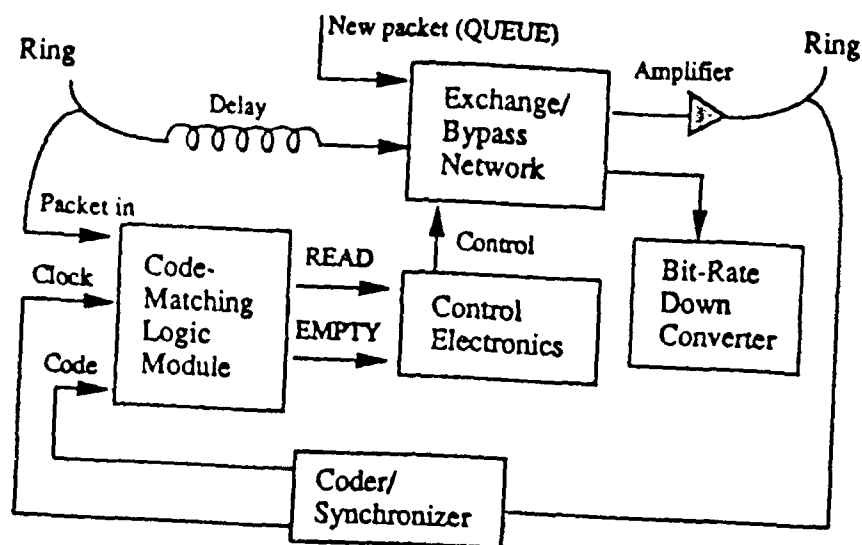 New packet (QUEUE)
Ring
Ring
Amplifier
Delay
Exchange/
Bypass
Network
Packet in
Clock
Code
Code-
Matching
Logic
Module
READ
EMPTY
Control
Control
Electronics
Bit-Rate
Down
Converter
Coder/
Synchronizer